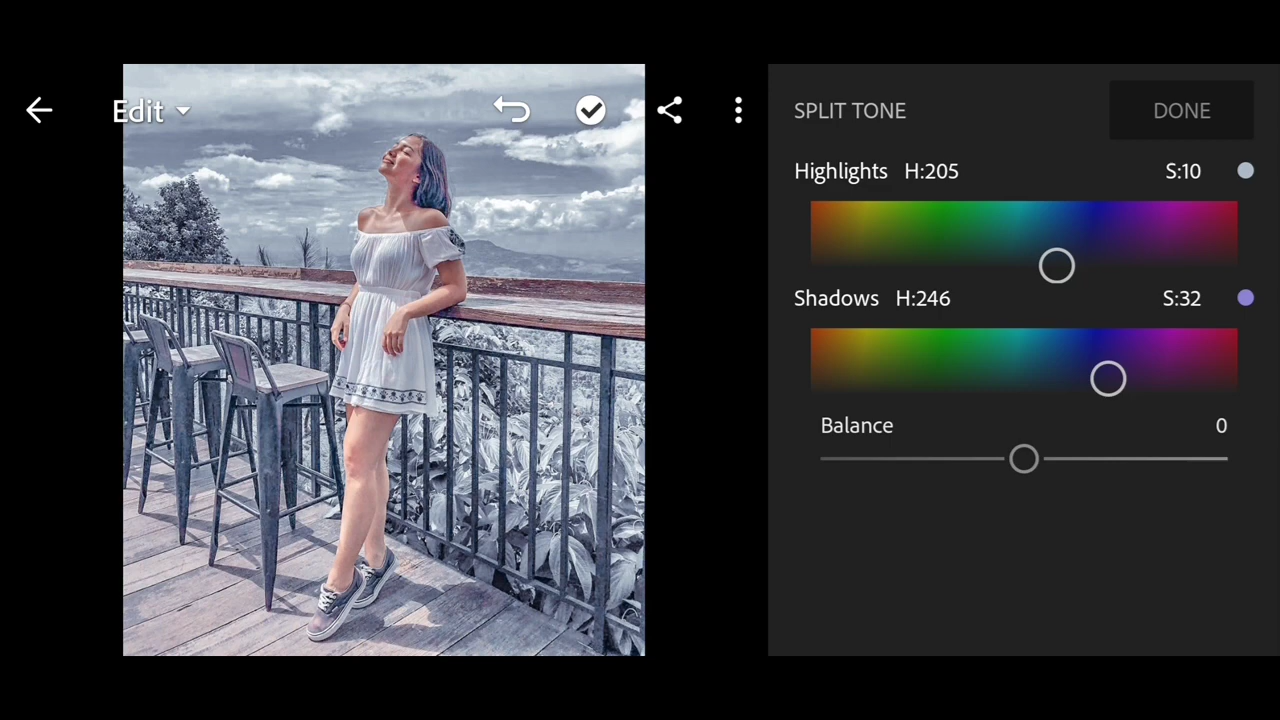 Edit
SPLIT TONE
DONE
Highlights H:205 S:10
Shadows H:246 S:32
Balance 0